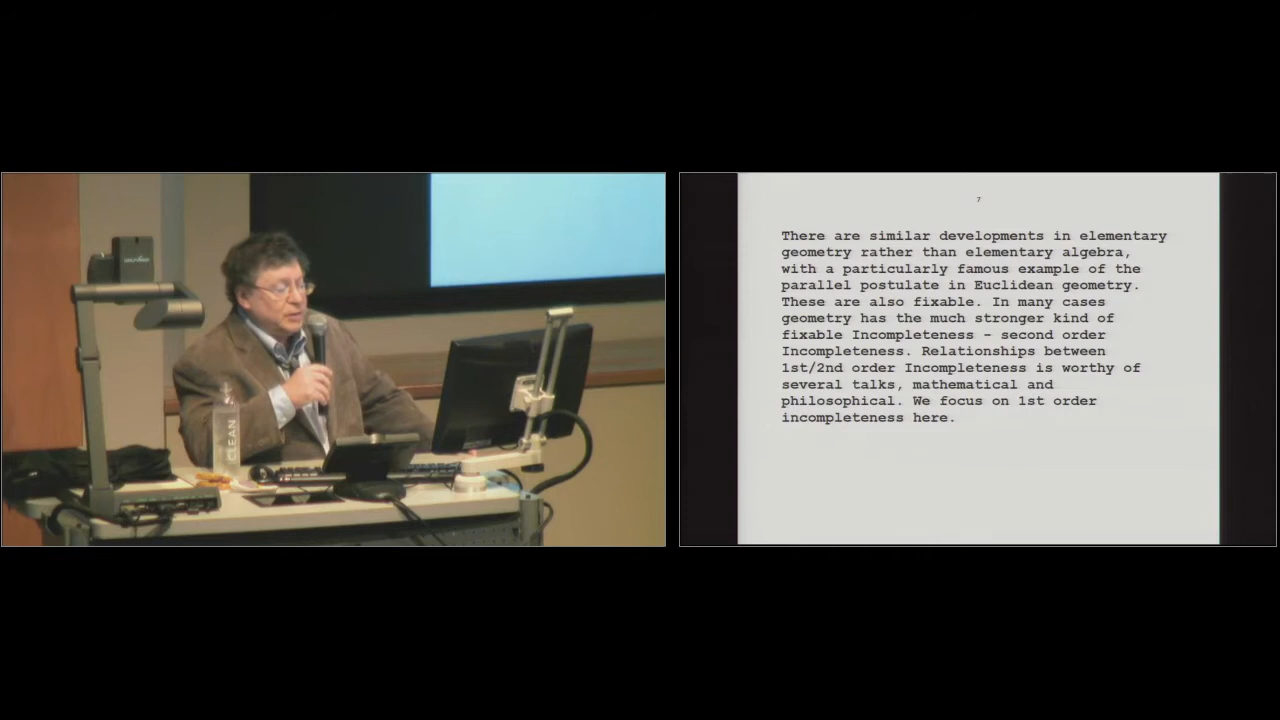 7
There are similar developments in elementary
geometry rather than elementary algebra,
with a particularly famous example of the
parallel postulate in Euclidean geometry.
These are also fixable. In many cases
geometry has the much stronger kind of
fixable Incompleteness – second order
Incompleteness. Relationships between
1st/2nd order Incompleteness is worthy of
several talks, mathematical and
philosophical. We focus on 1st order
incompleteness here.
CLEAN